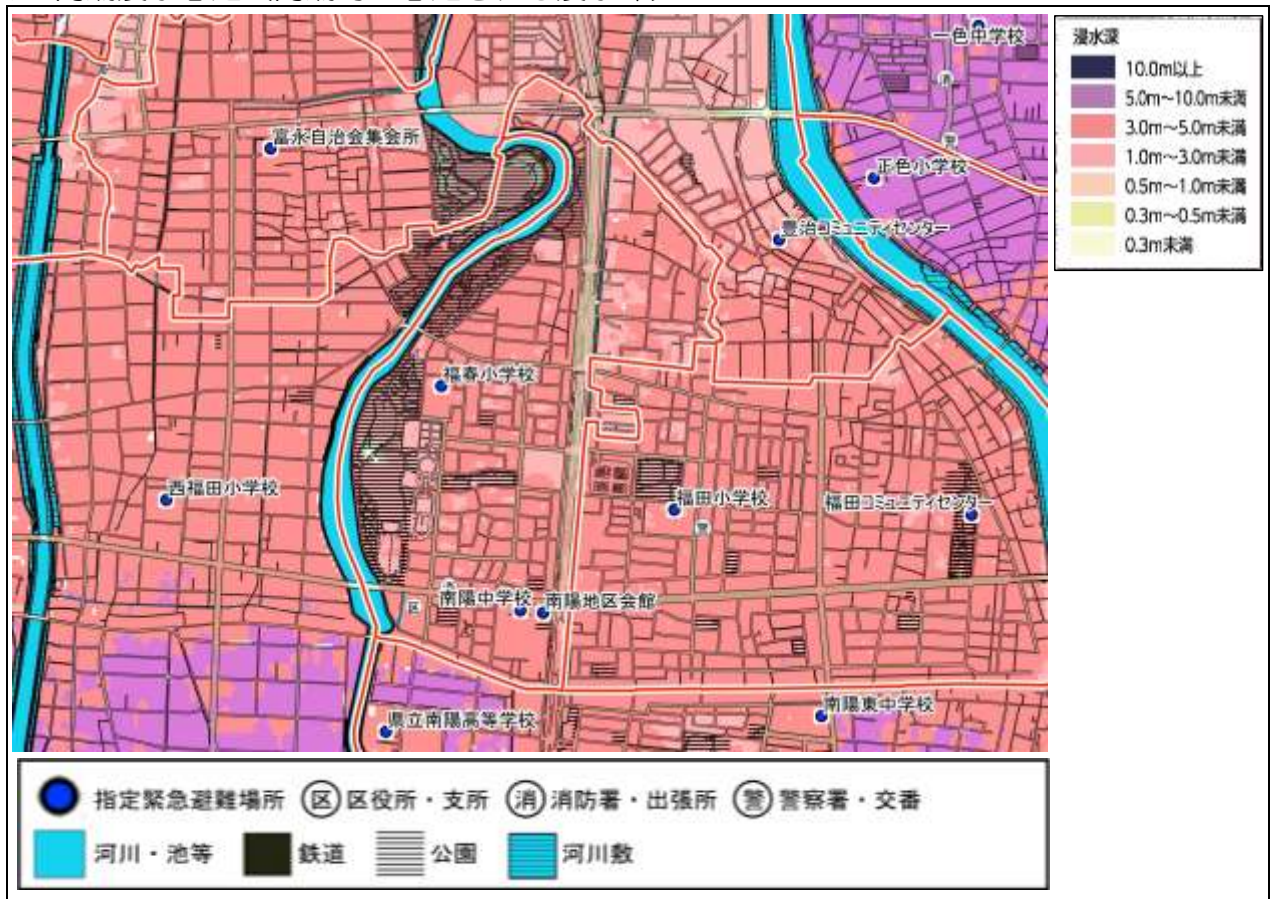 一色中学校
消
警
富永自治会集会所
正色小学校
豊治コミュニティセンター
福春小学校
西福田小学校
福田小学校
福田コミュニティセンター
警
消
南陽中学校
南陽地区会館
区
県立南陽高等学校
南陽東中学校
浸水深
10.0m以上
5.0m～10.0m未満
3.0m～5.0m未満
1.0m～3.0m未満
0.5m～1.0m未満
0.3m～0.5m未満
0.3m未満
指定緊急避難場所 区 区役所・支所 消 消防署・出張所 警 警察署・交番
河川・池等 鉄道 公園 河川敷